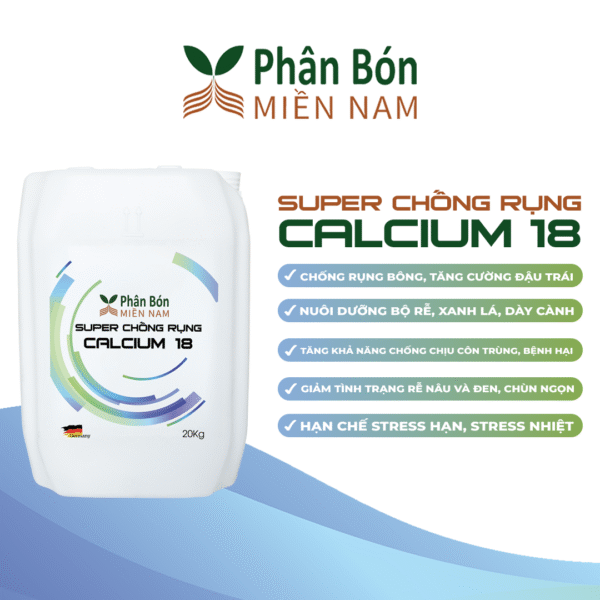 Phân Bón
MIỀN NAM
SUPER CHỐNG RỤNG
CALCIUM 18
CHỐNG RỤNG BÔNG, TĂNG CƯỜNG ĐẬU TRÁI
NUÔI DƯỠNG BỘ RỄ, XANH LÁ, DÀY CÀNH
TĂNG KHẢ NĂNG CHỐNG CHỊU CÔN TRÙNG, BỆNH HẠI
GIẢM TÌNH TRẠNG RỄ NÂU VÀ ĐEN, CHÙN NGỌN
HẠN CHẾ STRESS HẠN, STRESS NHIỆT
Phân Bón
MIỀN NAM
SUPER CHỐNG RỤNG
CALCIUM 18
Germany
20Kg